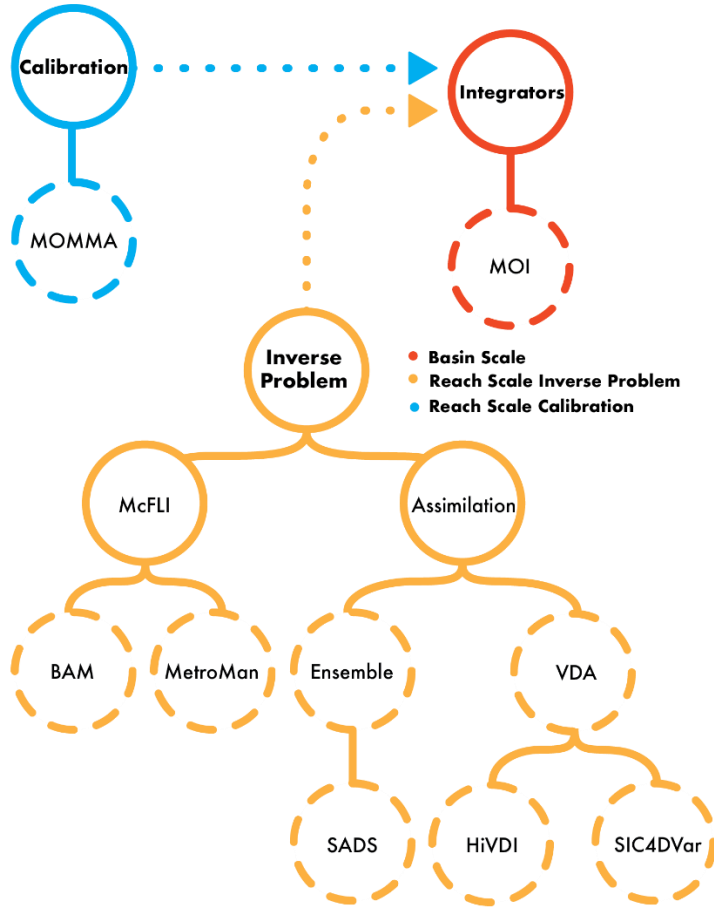 Calibration
Integrators
MOMMA
MOI
Inverse
Problem
Basin Scale
Reach Scale Inverse Problem
Reach Scale Calibration
McFLI
Assimilation
BAM
MetroMan
Ensemble
VDA
SADS
HiVDI
SIC4DVar